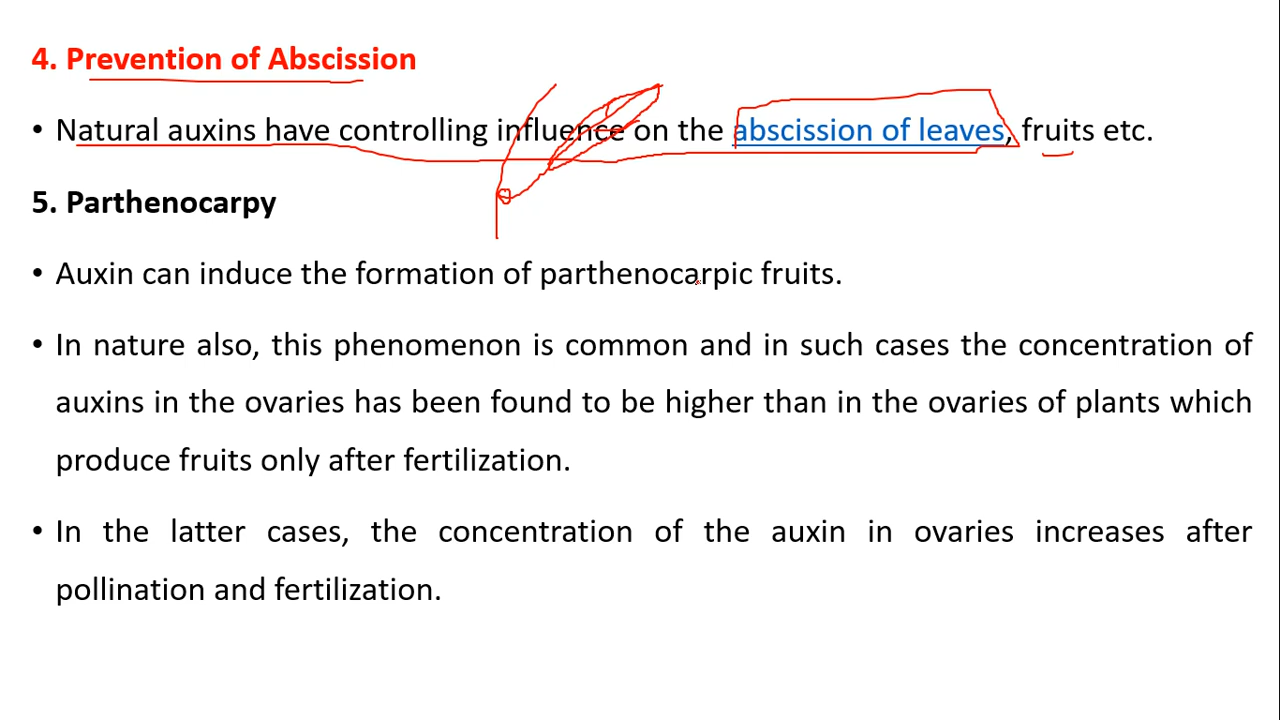 4. Prevention of Abscission
• Natural auxins have controlling influence on the abscission of leaves, fruits etc.
5. Parthenocarpy
• Auxin can induce the formation of parthenocarpic fruits.
• In nature also, this phenomenon is common and in such cases the concentration of
auxins in the ovaries has been found to be higher than in the ovaries of plants which
produce fruits only after fertilization.
• In the latter cases, the concentration of the auxin in ovaries increases after
pollination and fertilization.